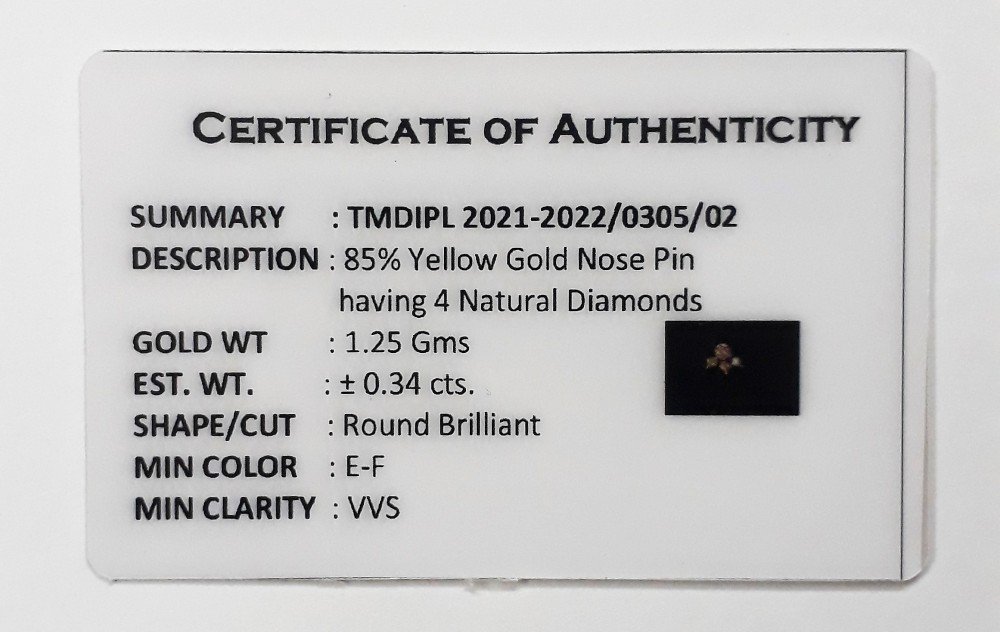 CERTIFICATE OF AUTHENTICITY
SUMMARY : TMDIPL 2021-2022/0305/02
DESCRIPTION : 85% Yellow Gold Nose Pin
having 4 Natural Diamonds
GOLD WT : 1.25 Gms
EST. WT. : ± 0.34 cts.
SHAPE/CUT : Round Brilliant
MIN COLOR : E-F
MIN CLARITY : VVS